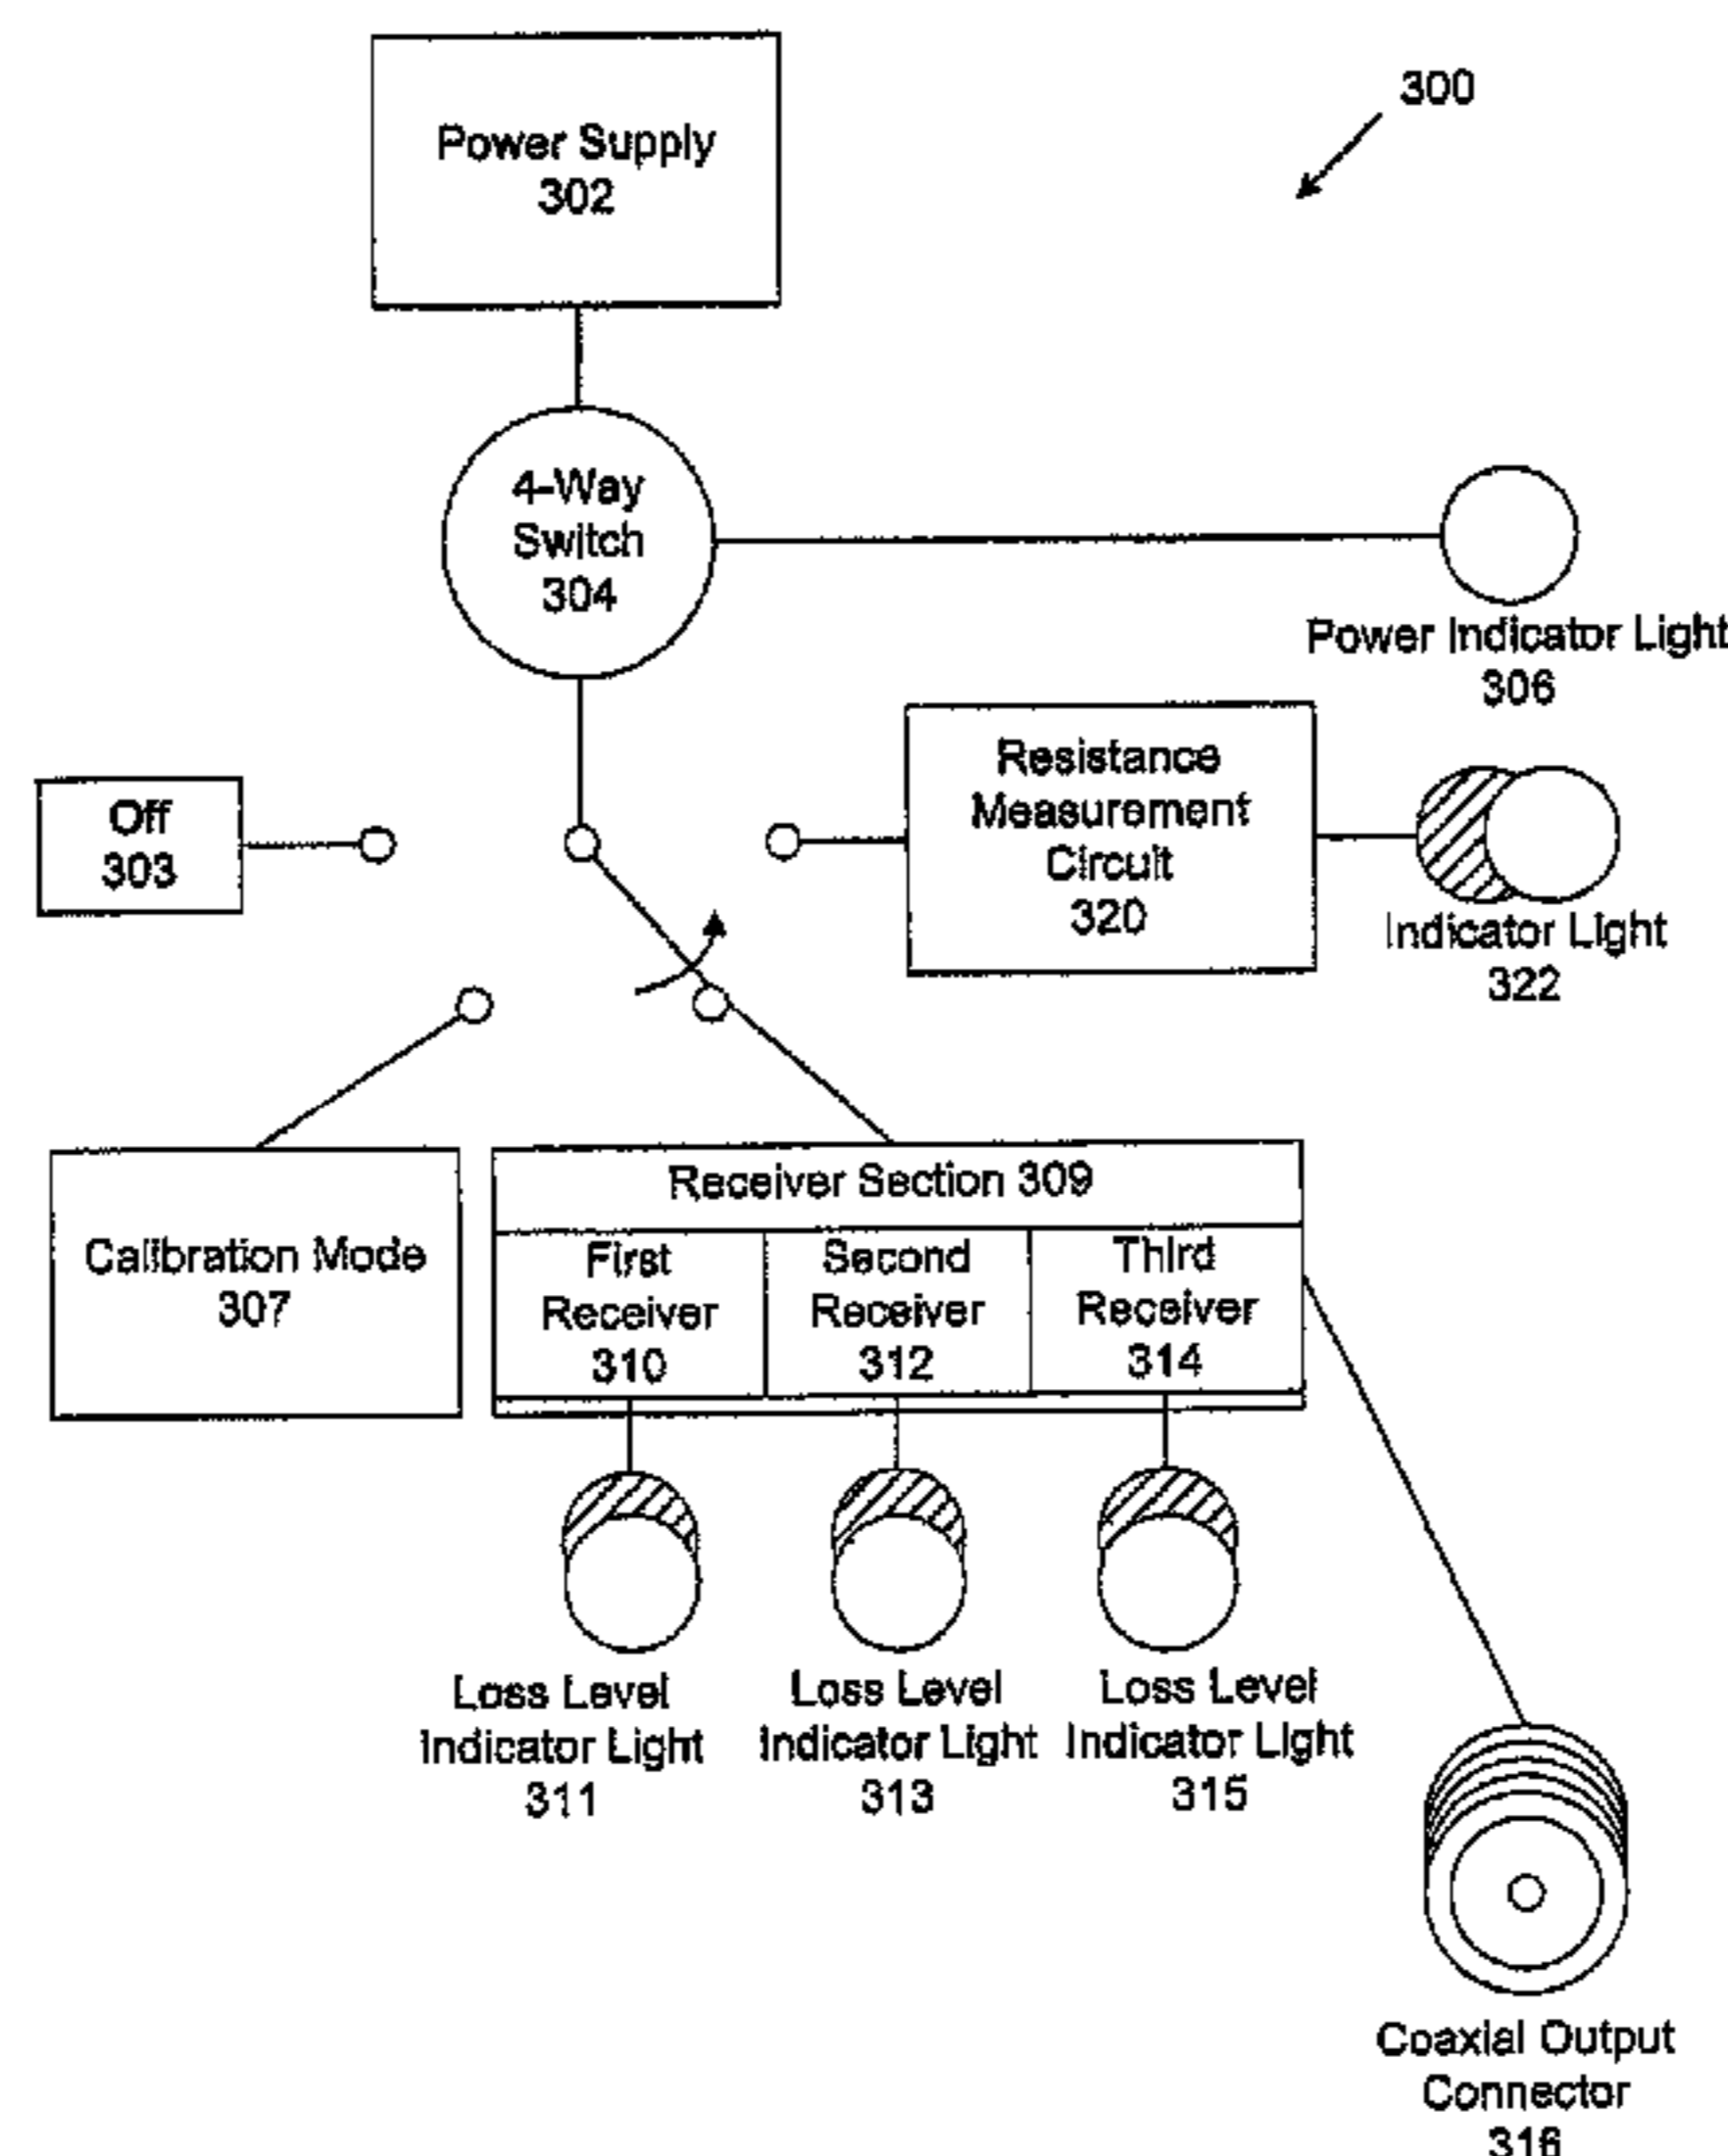 300
Power Supply
302
4-Way
Switch
304
Power Indicator Light
306
Off
303
Resistance
Measurement
Circuit
320
Indicator Light
322
Calibration Mode
307
Receiver Section 309
First
Receiver
310
Second
Receiver
312
Third
Receiver
314
Loss Level
Indicator Light
311
Loss Level
Indicator Light
313
Loss Level
Indicator Light
315
Coaxial Output
Connector
316